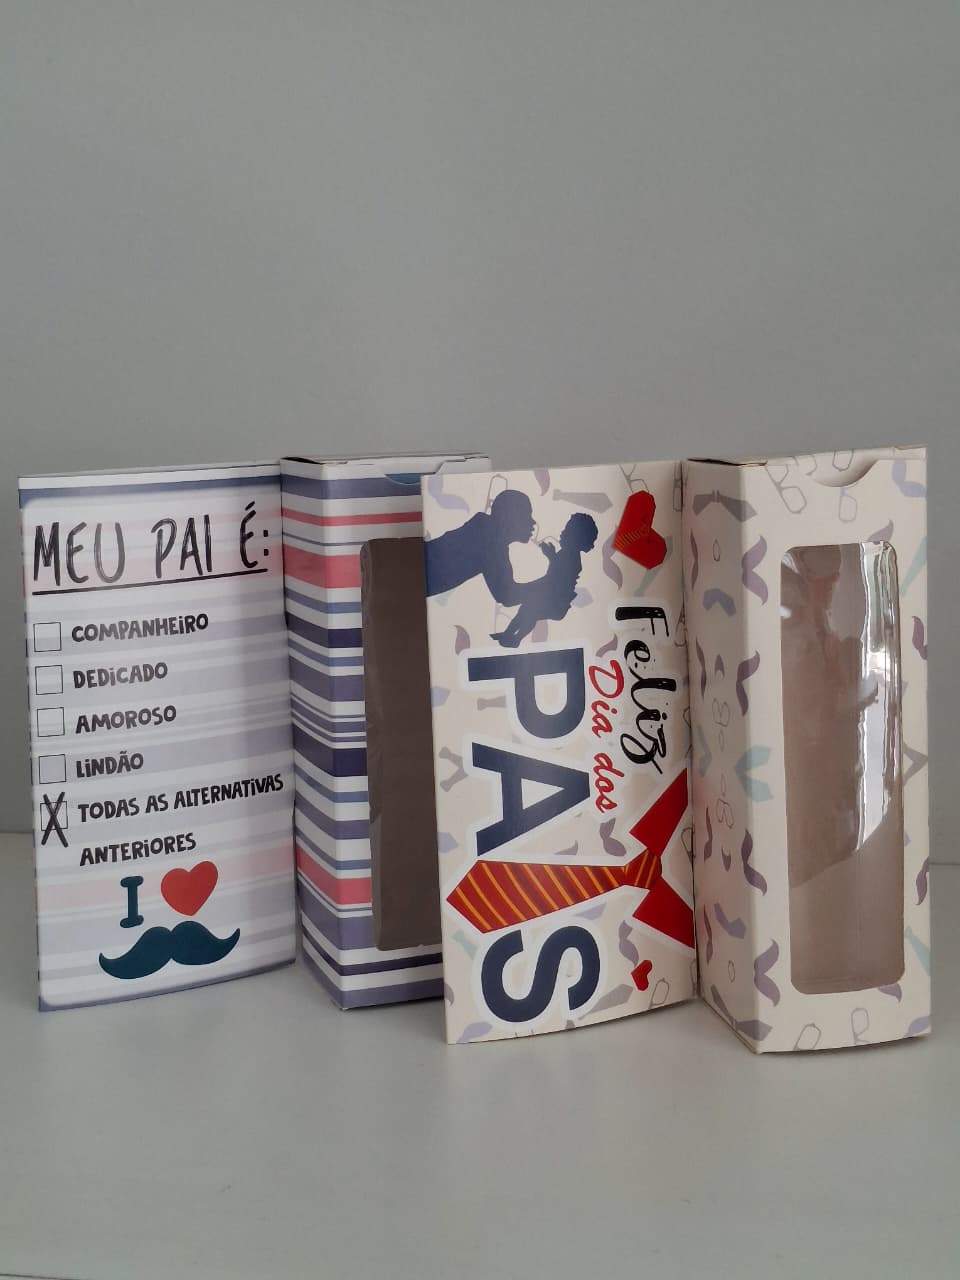 MEU PAI É:
COMPANHEIRO
DEDICADO
AMOROSO
LINDÃO
X TODAS AS ALTERNATIVAS
ANTERIORES
I
Feliz
Dia dos
PAIS